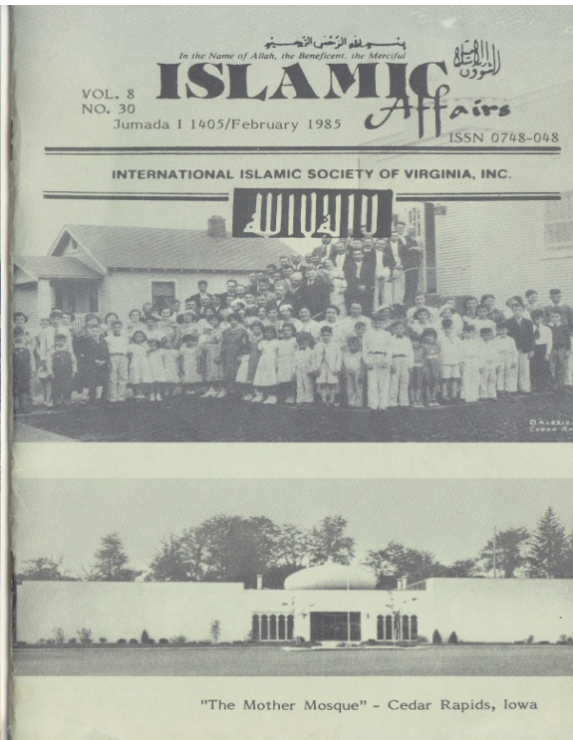 بسم الله الرحمن الرحيم
In the Name of Allah, the Beneficent, the Merciful
ISLAMIC
Affairs
VOL. 8
NO. 30
Jumada I 1405/February 1985
ISSN 0748-048
INTERNATIONAL ISLAMIC SOCIETY OF VIRGINIA, INC.
"The Mother Mosque" - Cedar Rapids, Iowa